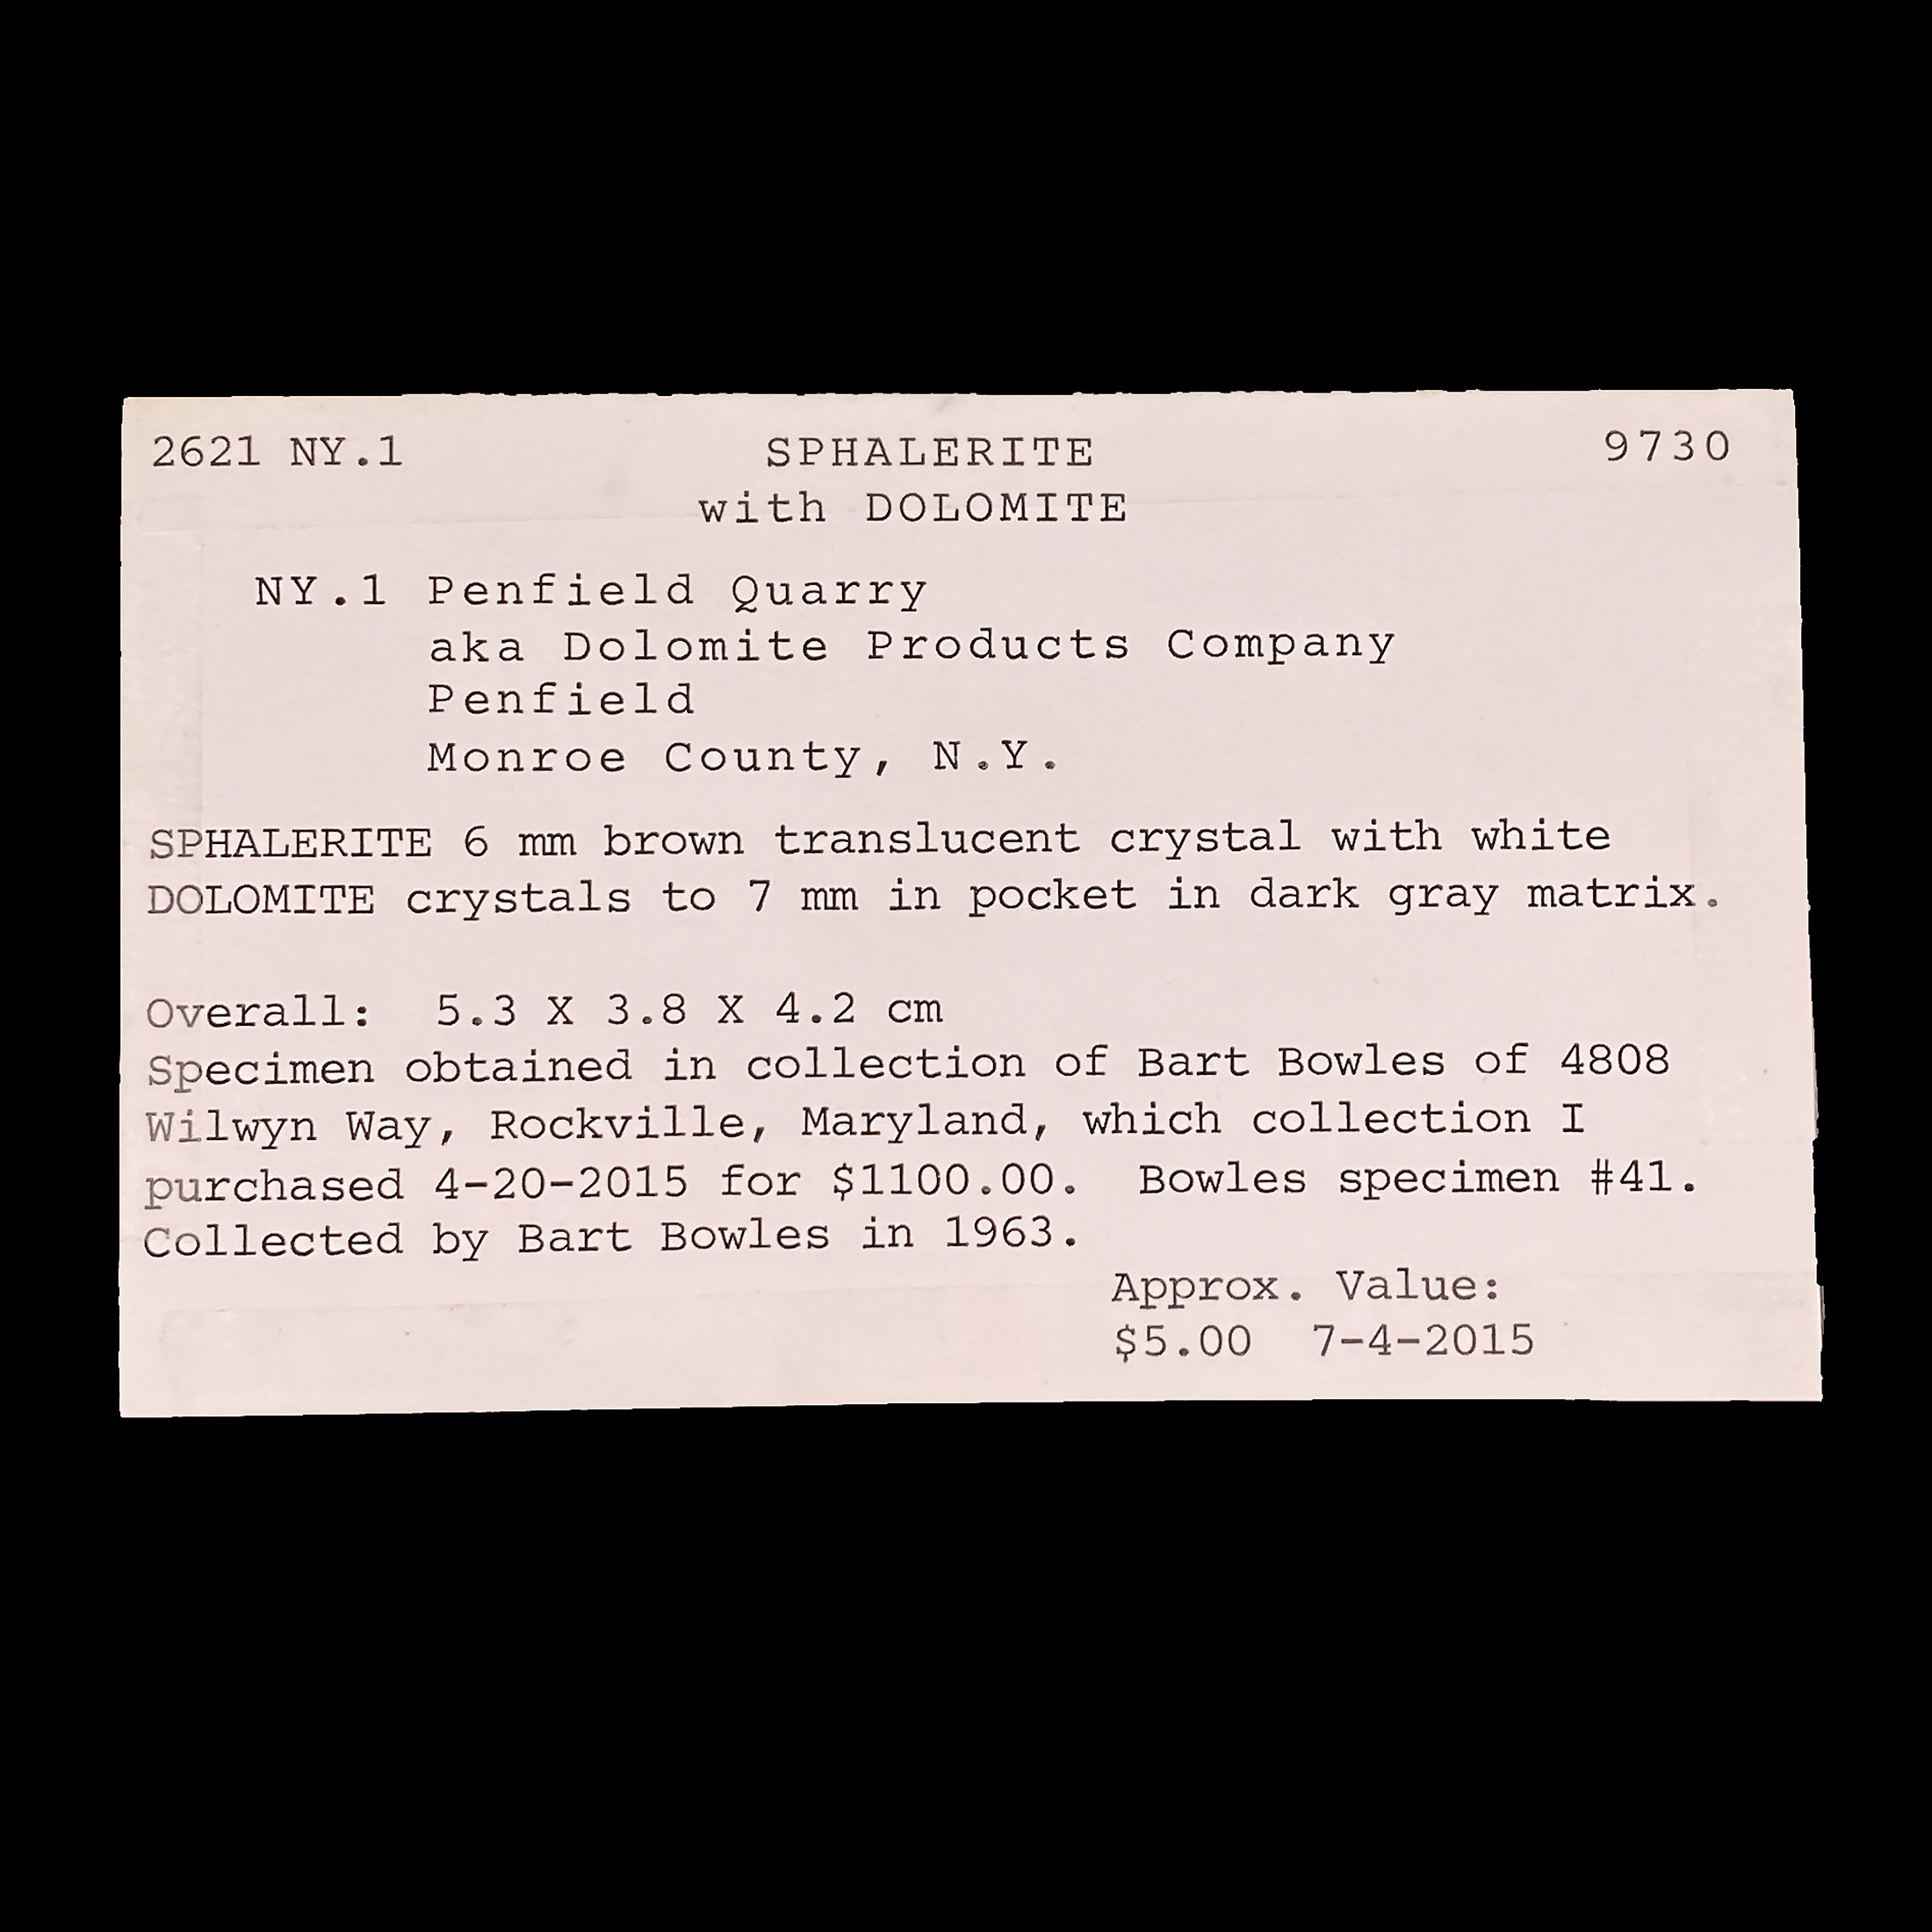 2621 NY.1 SPHALERITE 9730
with DOLOMITE
NY.1 Penfield Quarry
aka Dolomite Products Company
Penfield
Monroe County, N.Y.
SPHALERITE 6 mm brown translucent crystal with white
DOLOMITE crystals to 7 mm in pocket in dark gray matrix.
Overall: 5.3 X 3.8 X 4.2 cm
Specimen obtained in collection of Bart Bowles of 4808
Wilwyn Way, Rockville, Maryland, which collection I
purchased 4-20-2015 for $1100.00. Bowles specimen #41.
Collected by Bart Bowles in 1963.
Approx. Value:
$5.00 7-4-2015